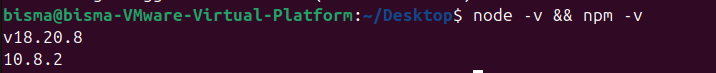 bisma@bisma-VMware-Virtual-Platform:~/Desktop$ node -v && npm -v
v18.20.8
10.8.2